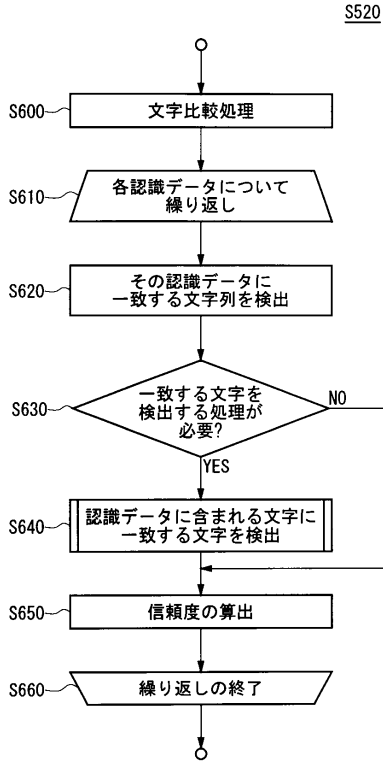 S520
S600
文字比較処理
S610
各認識データについて
繰り返し
S620
その認識データに
一致する文字列を検出
S630
一致する文字を
検出する処理が
必要?
NO
YES
S640
認識データに含まれる文字に
一致する文字を検出
S650
信頼度の算出
S660
繰り返しの終了